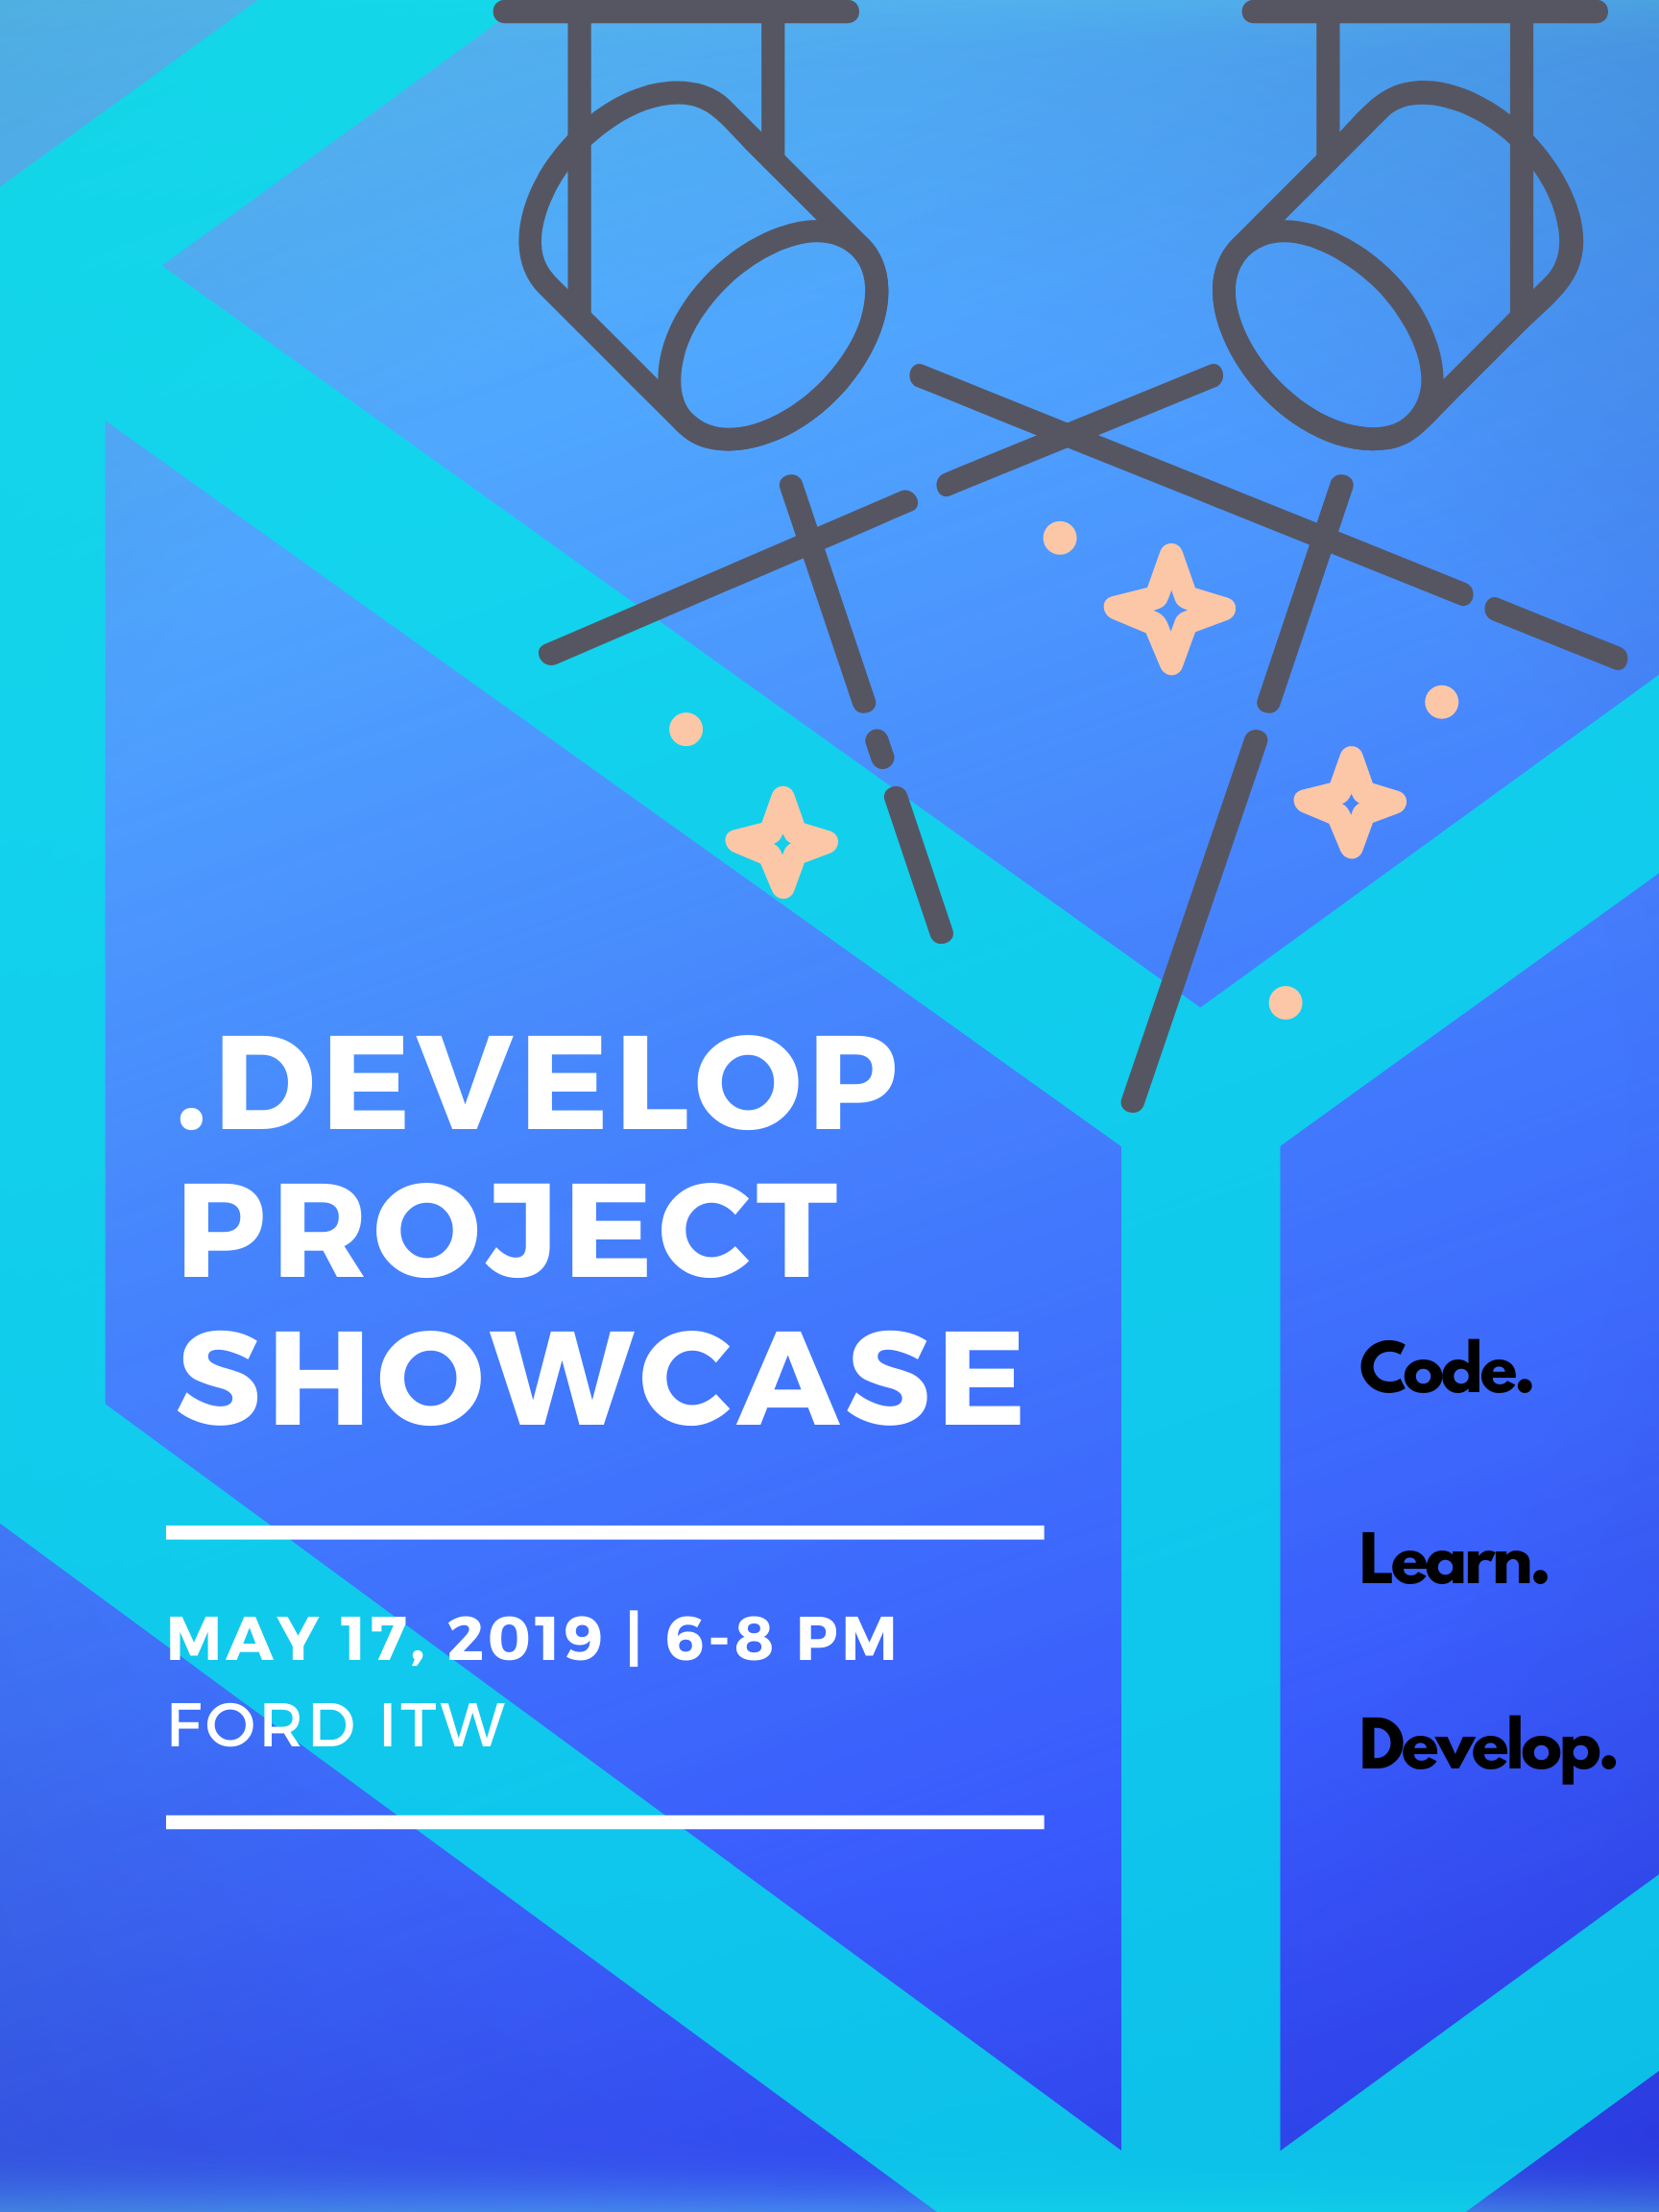 .DEVELOP
PROJECT
SHOWCASE
MAY 17, 2019 | 6-8 PM
FORD ITW
Code.
Learn.
Develop.